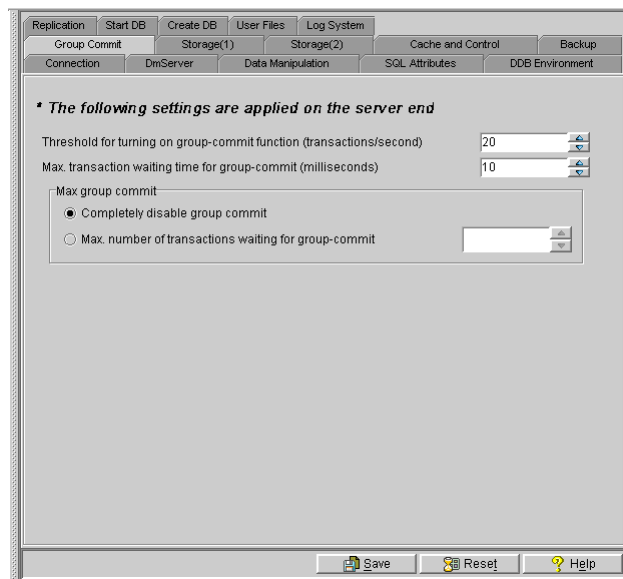 Replication Start DB Create DB User Files Log System
Group Commit Storage(1) Storage(2) Cache and Control Backup
Connection DmServer Data Manipulation SQL Attributes DDB Environment
* The following settings are applied on the server end
Threshold for turning on group-commit function (transactions/second) 20
Max. transaction waiting time for group-commit (milliseconds) 10
Max group commit
Completely disable group commit
Max. number of transactions waiting for group-commit
Save Reset Help